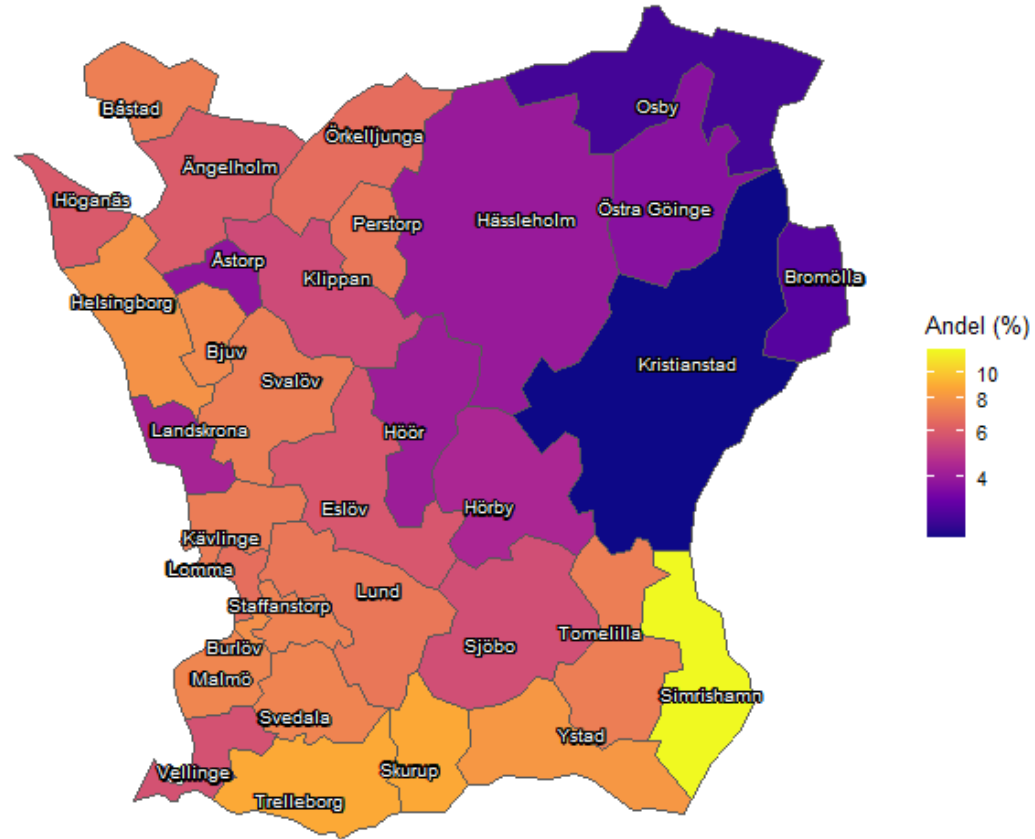 Båstad
Osby
Örkelljunga
Ängelholm
Höganäs
Perstorp
Hässleholm
Östra Göinge
Åstorp
Klippan
Bromölla
Helsingborg
Andel (%)
Bjuv
Svalöv
Kristianstad
10
8
6
4
Landskrona
Höör
Eslöv
Hörby
Kävlinge
Lomma
Lund
Staffanstorp
Tomelilla
Burlöv
Sjöbo
Malmö
Simrishamn
Svedala
Ystad
Vellinge
Skurup
Trelleborg